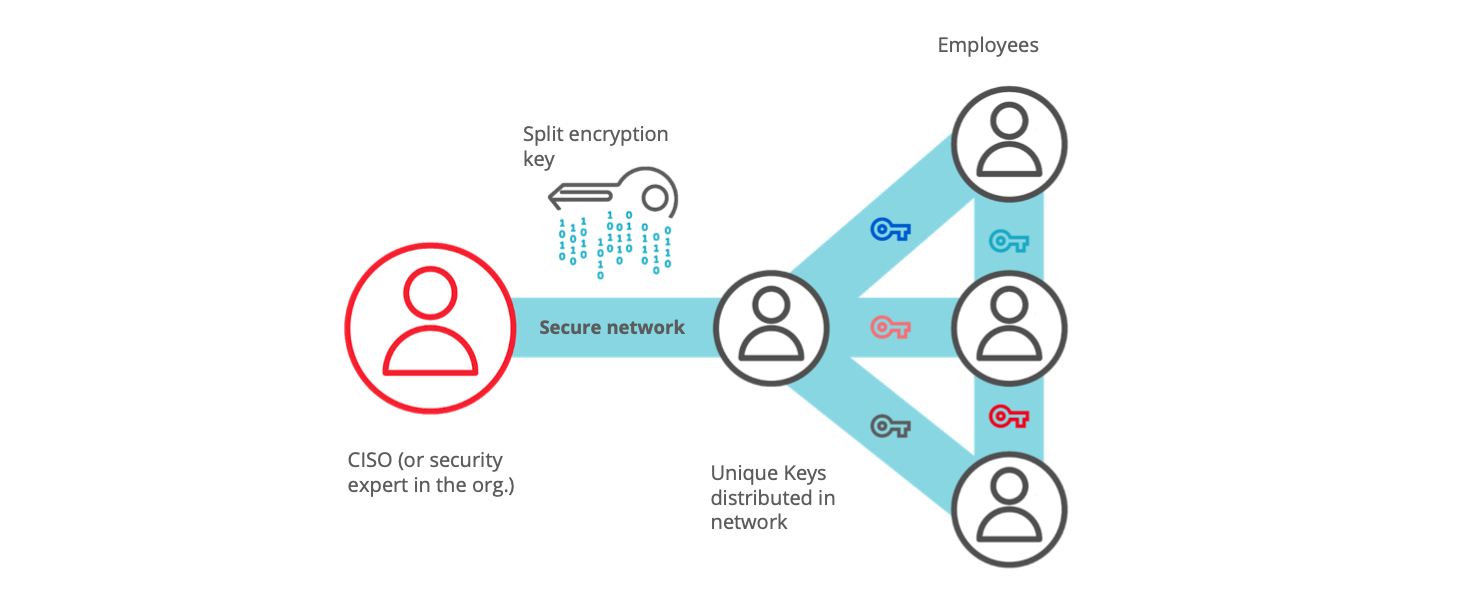 Employees
Split encryption
key
Secure network
CISO (or security
expert in the org.)
Unique Keys
distributed in
network